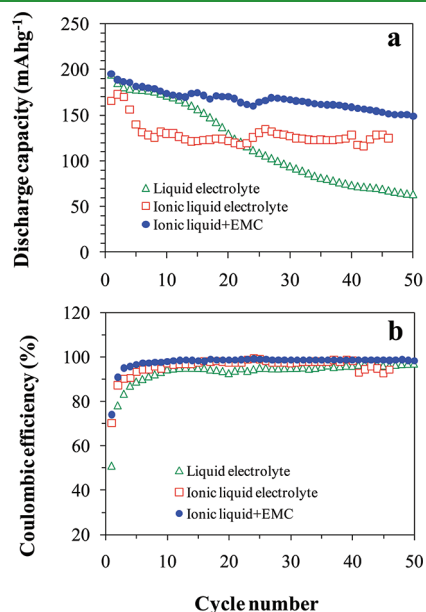 a
Discharge capacity (mAhg-1)
250
200
150
100
50
0
Liquid electrolyte
Ionic liquid electrolyte
Ionic liquid+EMC
0 10 20 30 40 50
b
Coulombic efficiency (%)
120
100
80
60
40
20
Liquid electrolyte
Ionic liquid electrolyte
Ionic liquid+EMC
0 10 20 30 40 50
Cycle number